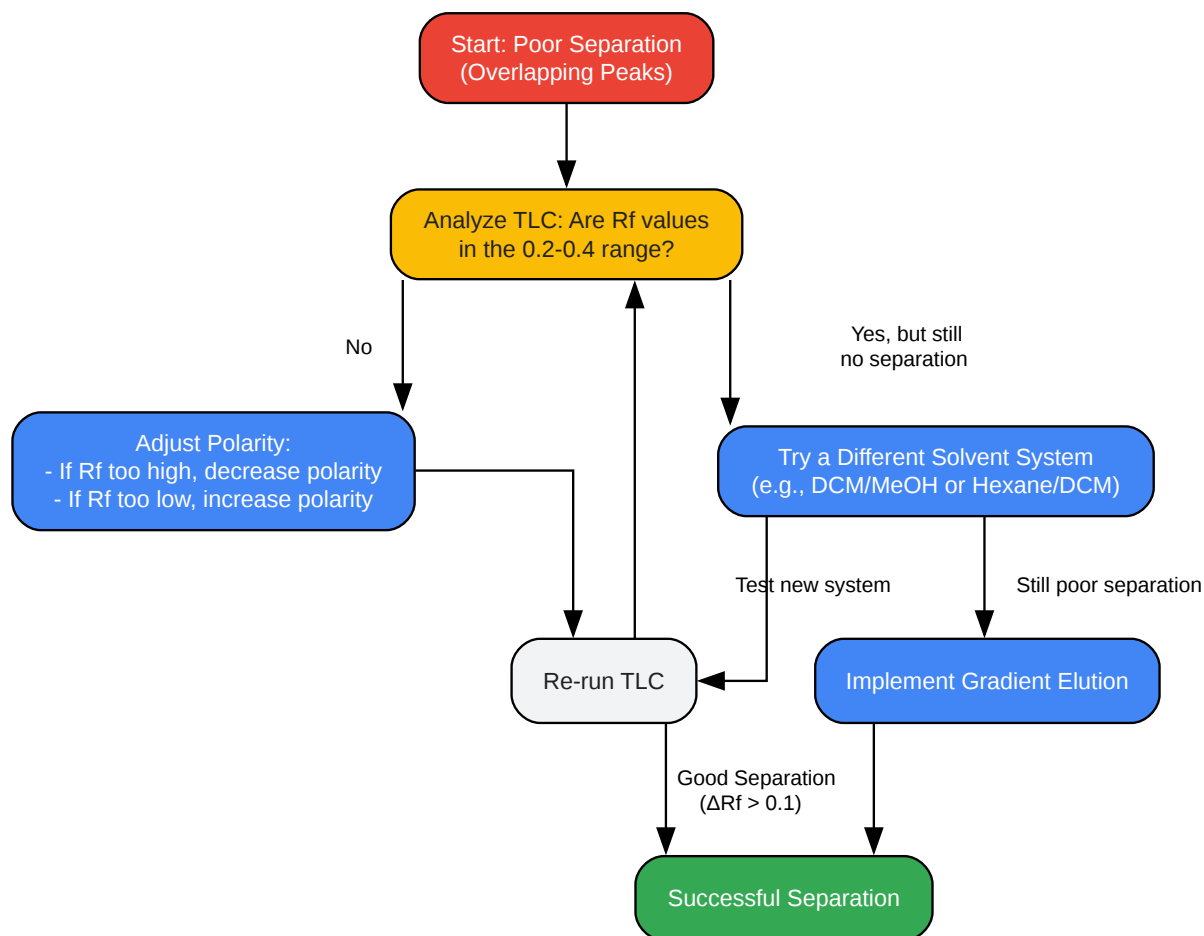 Start: Poor Separation
(Overlapping Peaks)
Analyze TLC: Are Rf values
in the 0.2-0.4 range?
No
Yes, but still
no separation
Adjust Polarity:
- If Rf too high, decrease polarity
- If Rf too low, increase polarity
Try a Different Solvent System
(e.g., DCM/MeOH or Hexane/DCM)
Test new system
Still poor separation
Re-run TLC
Implement Gradient Elution
Good Separation
(ΔRf > 0.1)
Successful Separation